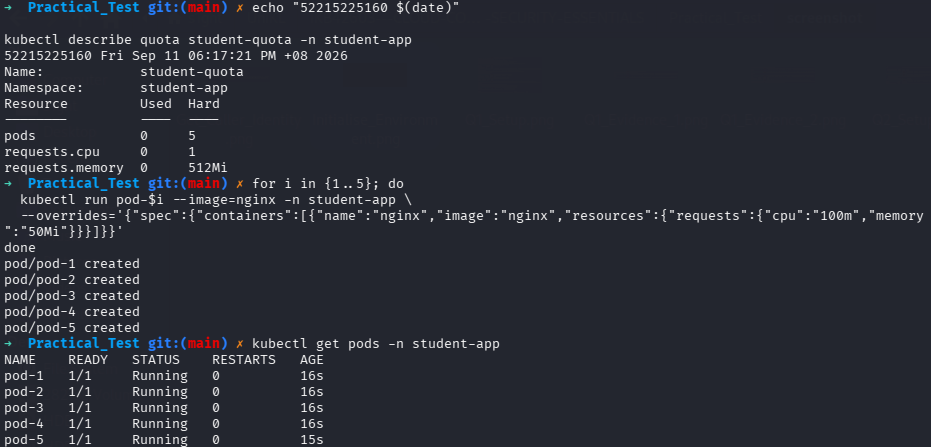 →  Practical_Test git:(main) ✗ echo "52215225160 $(date)"
kubectl describe quota student-quota -n student-app
52215225160 Fri Sep 11 06:17:21 PM +08 2026
Name:            student-quota
Namespace:       student-app
Resource         Used  Hard
--------         ----  ----
pods             0     5
requests.cpu     0     1
requests.memory  0     512Mi
→  Practical_Test git:(main) ✗ for i in {1..5}; do
  kubectl run pod-$i --image=nginx -n student-app \
  --overrides='{"spec":{"containers":[{"name":"nginx","image":"nginx","resources":{"requests":{"cpu":"100m","memory
":"50Mi"}}}]}}'
done
pod/pod-1 created
pod/pod-2 created
pod/pod-3 created
pod/pod-4 created
pod/pod-5 created
→  Practical_Test git:(main) ✗ kubectl get pods -n student-app
NAME    READY   STATUS    RESTARTS   AGE
pod-1   1/1     Running   0          16s
pod-2   1/1     Running   0          16s
pod-3   1/1     Running   0          16s
pod-4   1/1     Running   0          16s
pod-5   1/1     Running   0          15s